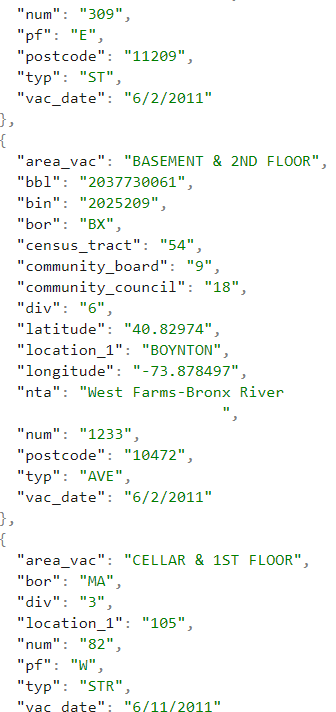 "num": "309",
"pf": "E",
"postcode": "11209",
"typ": "ST",
"vac_date": "6/2/2011"
},
{
"area_vac": "BASEMENT & 2ND FLOOR",
"bbl": "2037730061",
"bin": "2025209",
"bor": "BX",
"census_tract": "54",
"community_board": "9",
"community_council": "18",
"div": "6",
"latitude": "40.82974",
"location_1": "BOYNTON",
"longitude": "-73.878497",
"nta": "West Farms-Bronx River
",
"num": "1233",
"postcode": "10472",
"typ": "AVE",
"vac_date": "6/2/2011"
},
{
"area_vac": "CELLAR & 1ST FLOOR",
"bor": "MA",
"div": "3",
"location_1": "105",
"num": "82",
"pf": "W",
"typ": "STR",
"vac_date": "6/11/2011"